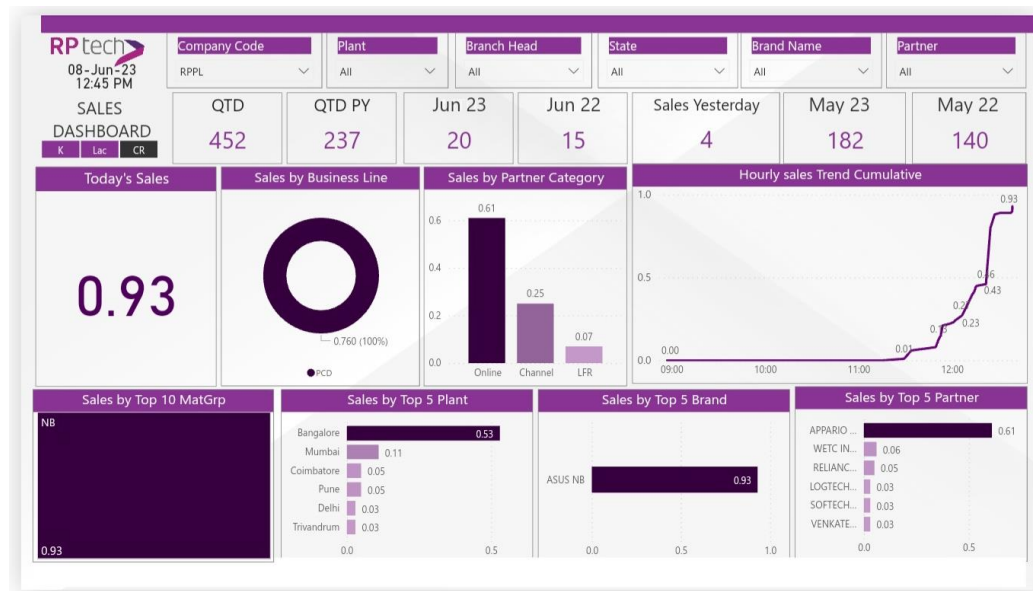 RP tech
08-Jun-23
12:45 PM
SALES
DASHBOARD
K Lac CR
Company Code
RPPL
Plant
All
Branch Head
All
State
All
Brand Name
All
Partner
All
QTD
452
QTD PY
237
Jun 23
20
Jun 22
15
Sales Yesterday
4
May 23
182
May 22
140
Today's Sales
0.93
Sales by Business Line
0.760 (100%)
PCD
Sales by Partner Category
0.6
0.4
0.2
0.0
0.61
0.25
0.07
Online Channel LFR
Hourly sales Trend Cumulative
1.0
0.5
0.0
0.00
0.01
0.23
0.43
0.93
09:00 10:00 11:00 12:00
Sales by Top 10 MatGrp
NB
0.93
Sales by Top 5 Plant
Bangalore 0.53
Mumbai 0.11
Coimbatore 0.05
Pune 0.05
Delhi 0.03
Trivandrum 0.03
0.0 0.5
Sales by Top 5 Brand
ASUS NB 0.93
0.0 0.5 1.0
Sales by Top 5 Partner
APPARIO ... 0.61
WETC IN... 0.06
RELIANC... 0.05
LOGTECH... 0.03
SOFTECH... 0.03
VENKATE... 0.03
0.0 0.5